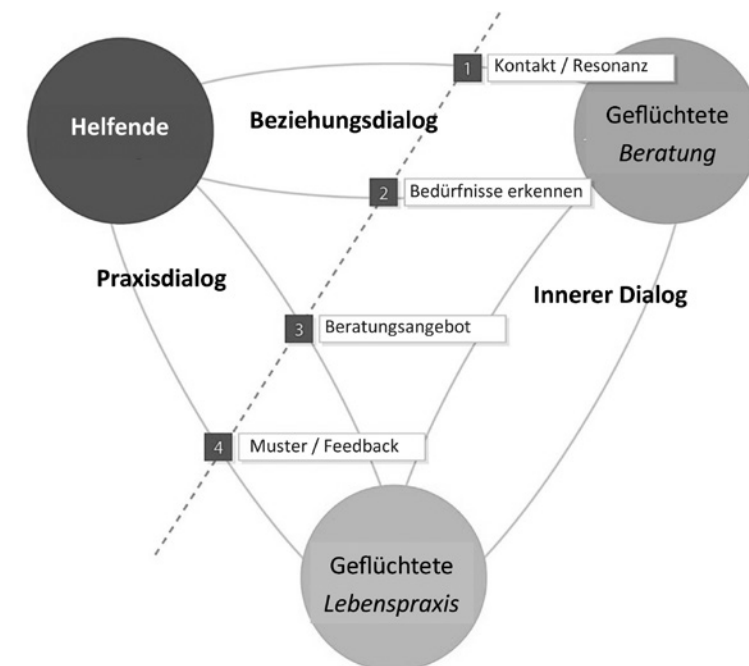 1 Kontakt / Resonanz
Helfende
Beziehungsdialog
Geflüchtete
Beratung
2 Bedürfnisse erkennen
Praxisdialog
Innerer Dialog
3 Beratungsangebot
4 Muster / Feedback
Geflüchtete
Lebenspraxis